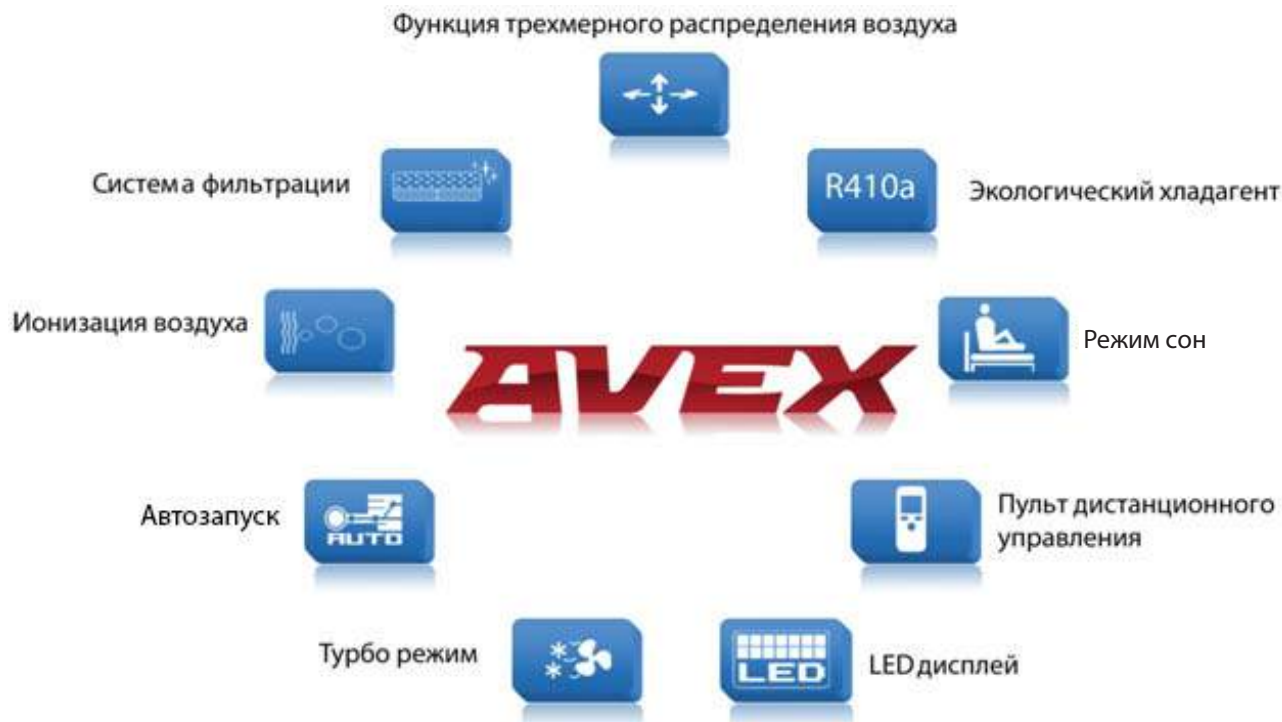 Функция трехмерного распределения воздуха
Система фильтрации
R410a
Экологический хладагент
Ионизация воздуха
AVEX
Режим сон
Автозапуск
AUTO
Пульт дистанционного
управления
Турбо режим
LED
LED дисплей